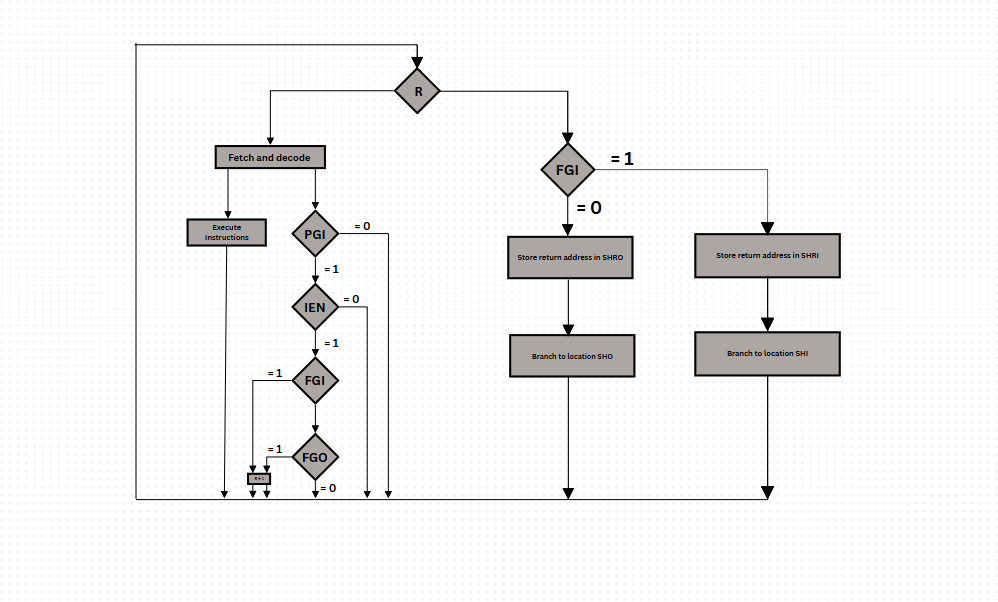 R
Fetch and decode
FGI
= 1
= 0
Execute
Instructions
PGI
= 0
= 1
Store return address in SHRO
Store return address in SHRI
IEN
= 0
= 1
Branch to location SHO
Branch to location SHI
= 1
FGI
= 1
FGO
= 0